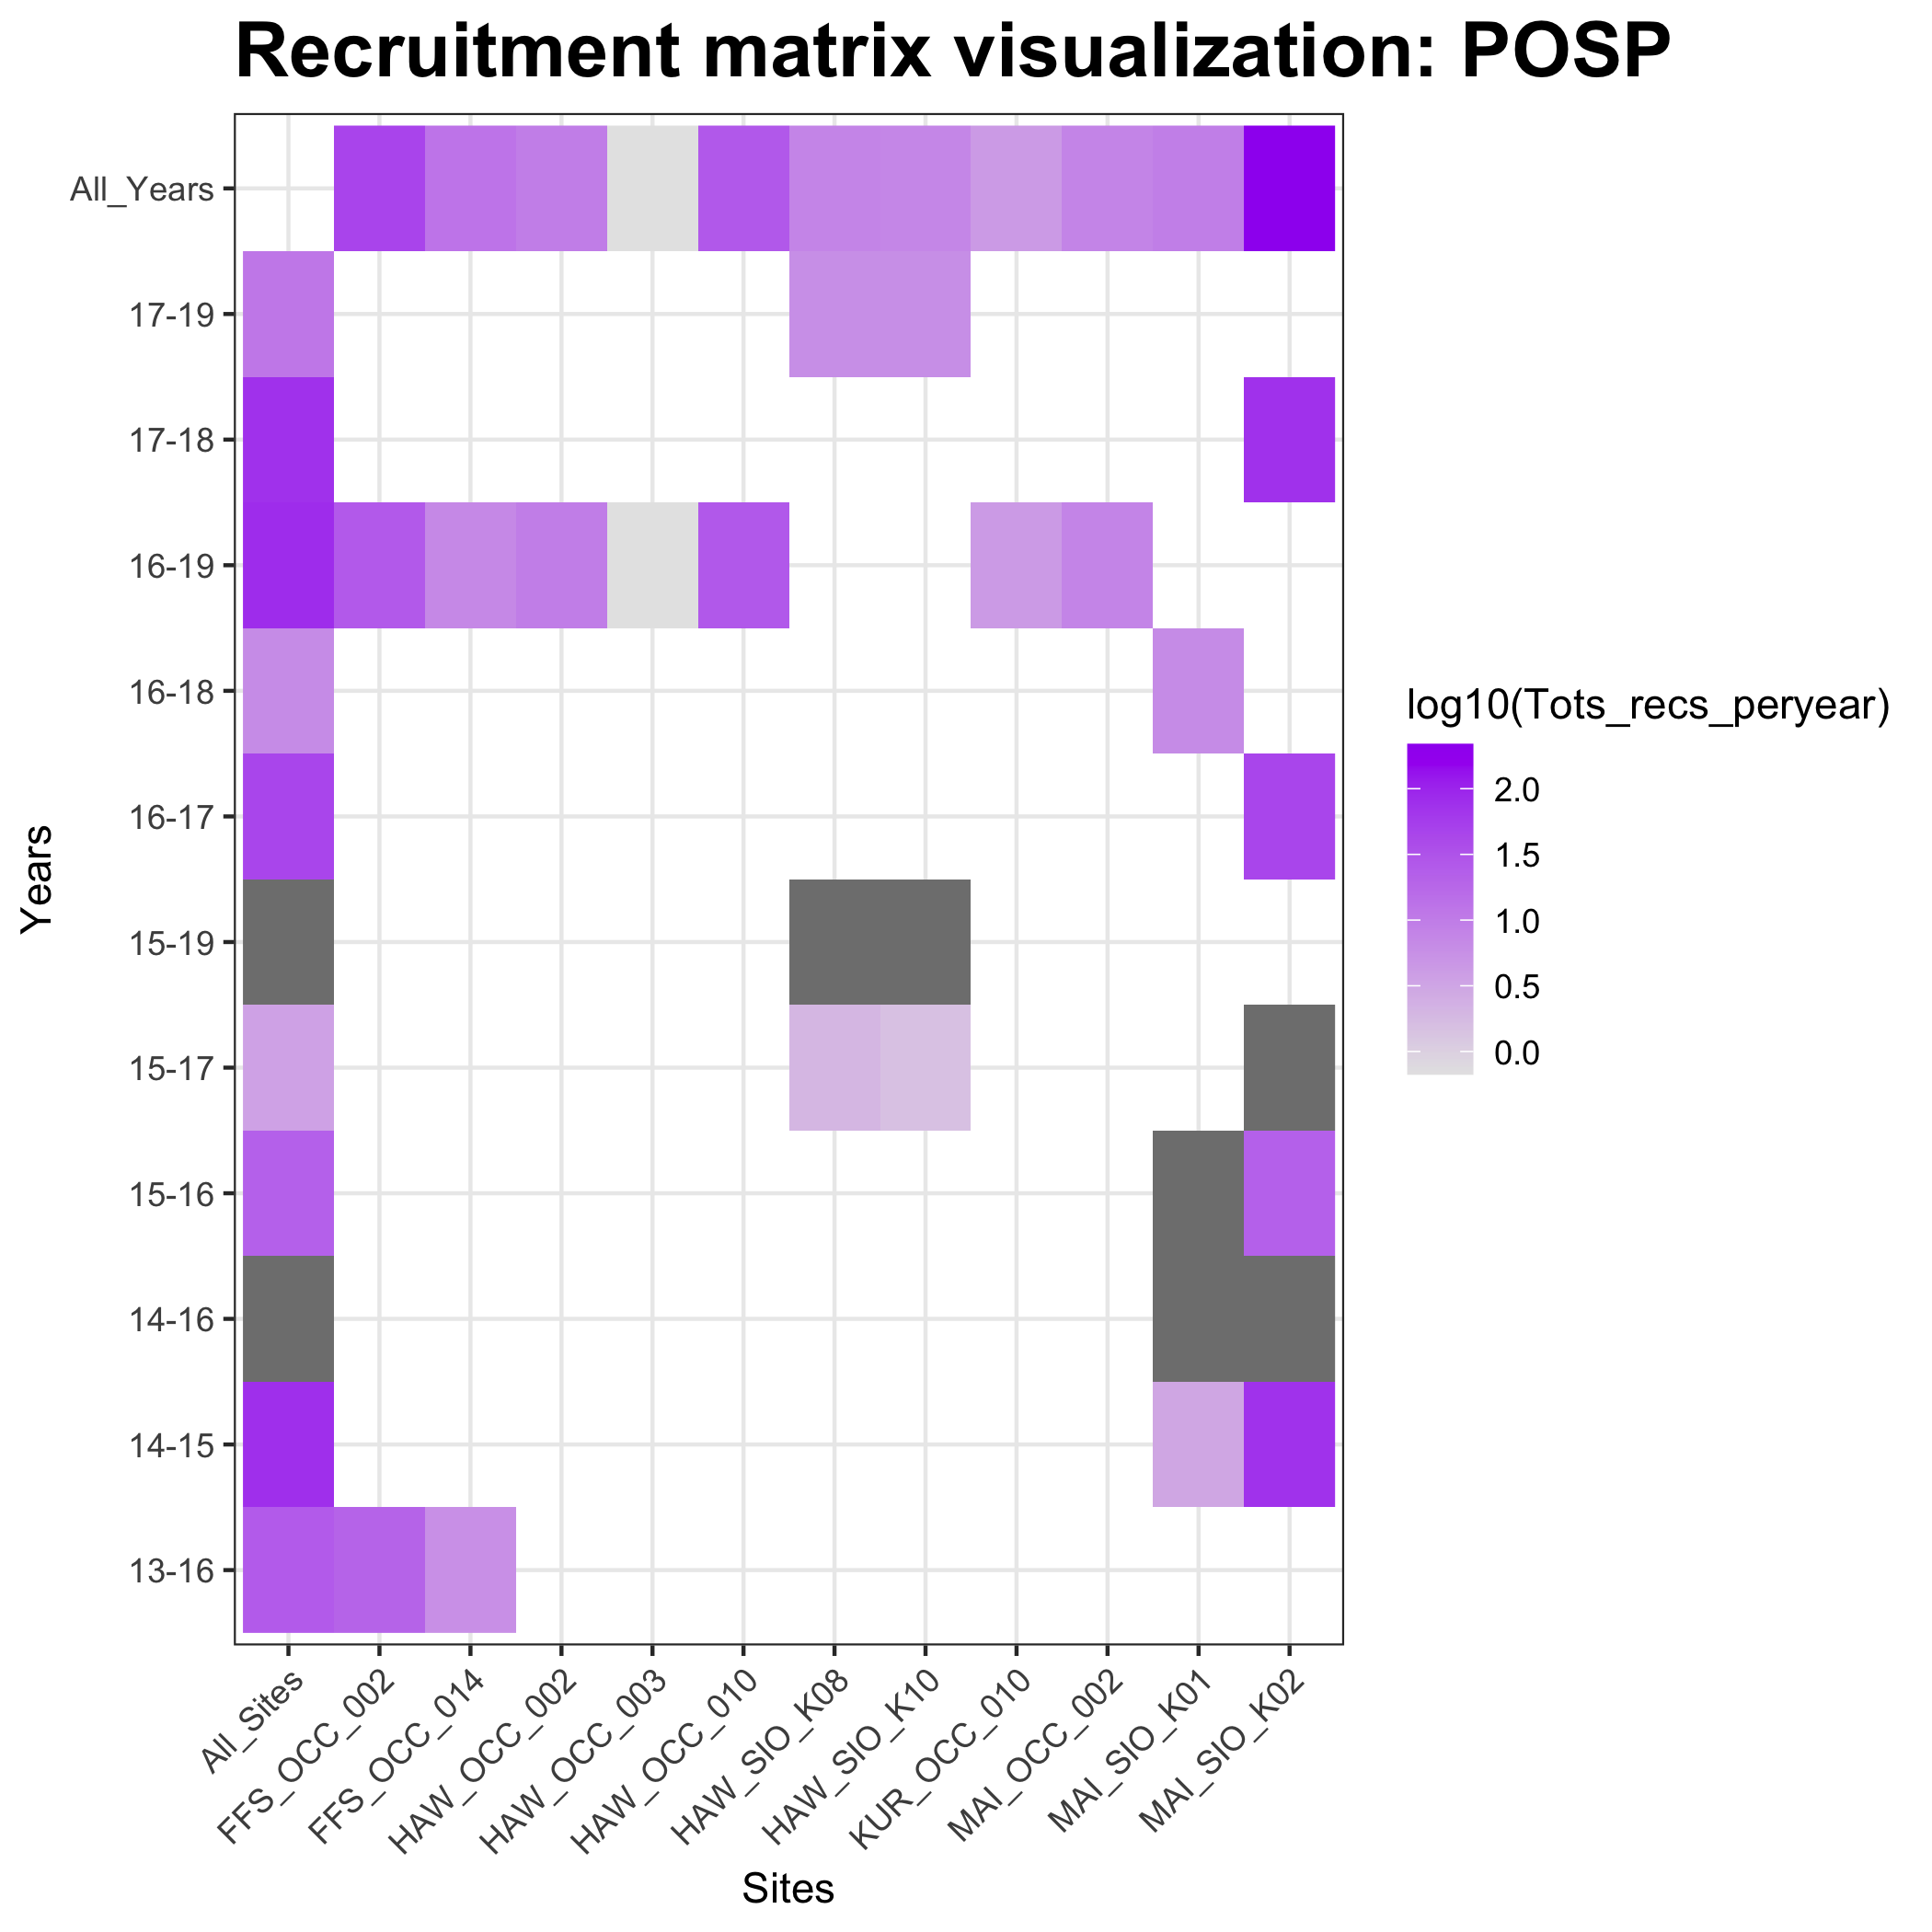 Recruitment matrix visualization: POSP
All_Years
17-19
17-18
16-19
16-18
16-17
15-19
15-17
15-16
14-16
14-15
13-16
Years
All_Sites
FFS_OCC_002
FFS_OCC_014
HAW_OCC_002
HAW_OCC_003
HAW_OCC_010
HAW_SIO_K08
HAW_SIO_K10
KUR_OCC_010
MAI_OCC_002
MAI_SIO_K01
MAI_SIO_K02
Sites
log10(Tots_recs_peryear)
2.0
1.5
1.0
0.5
0.0